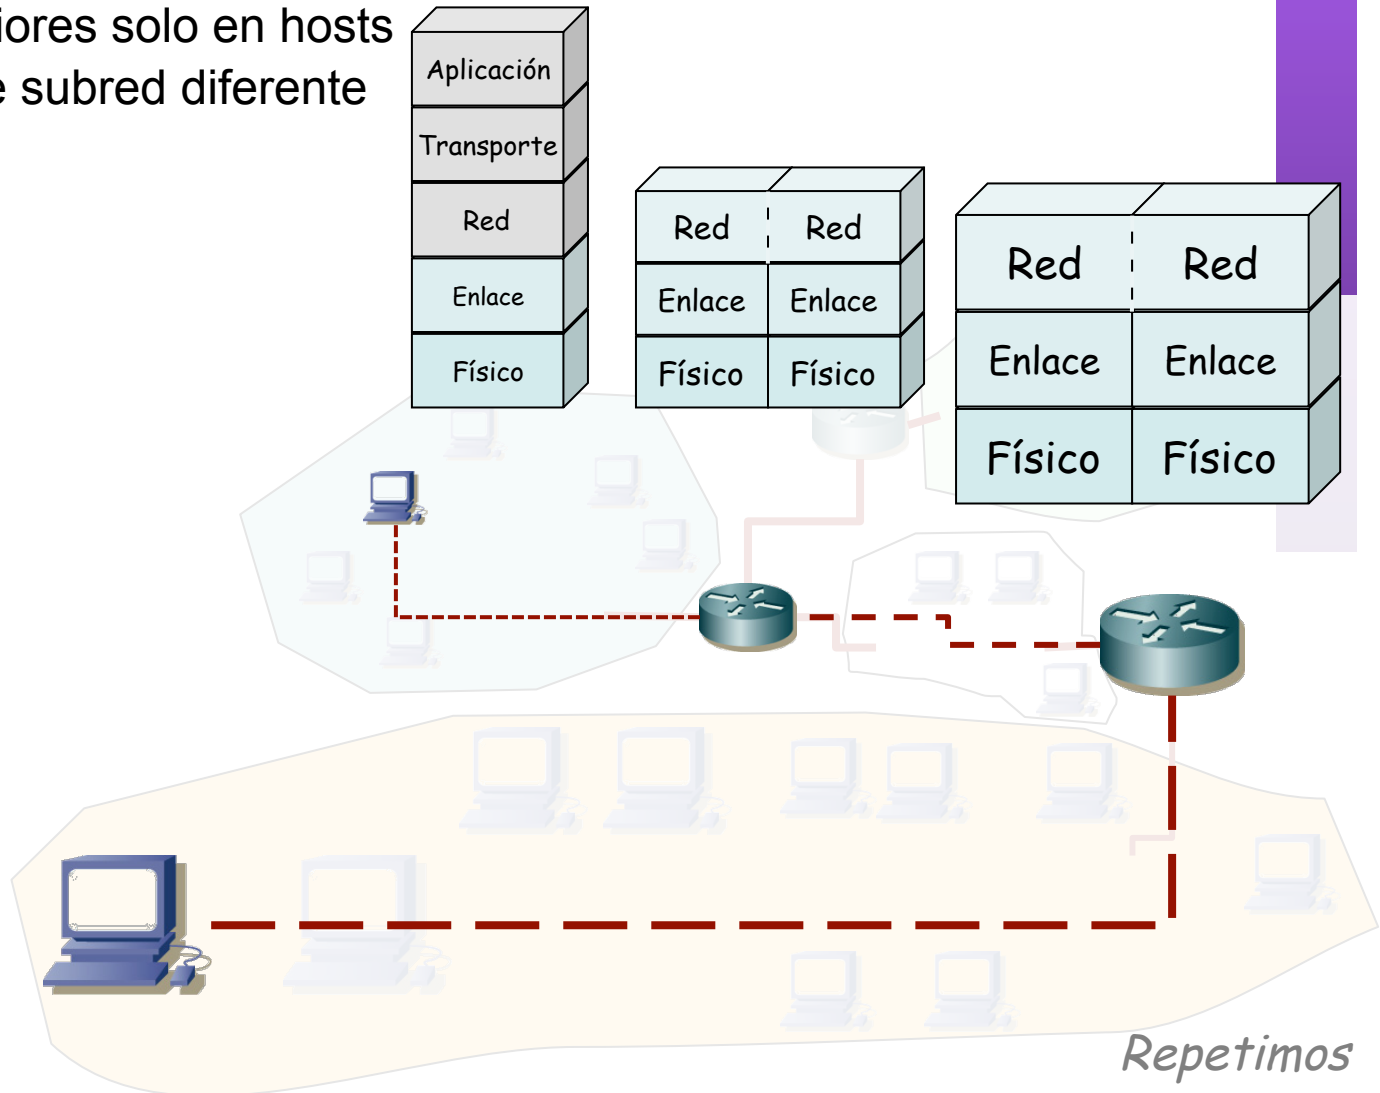 iores solo en hosts
e subred diferente
Aplicación
Transporte
Red
Enlace
Físico
Red Red
Enlace Enlace
Físico Físico
Red Red
Enlace Enlace
Físico Físico
Repetimos